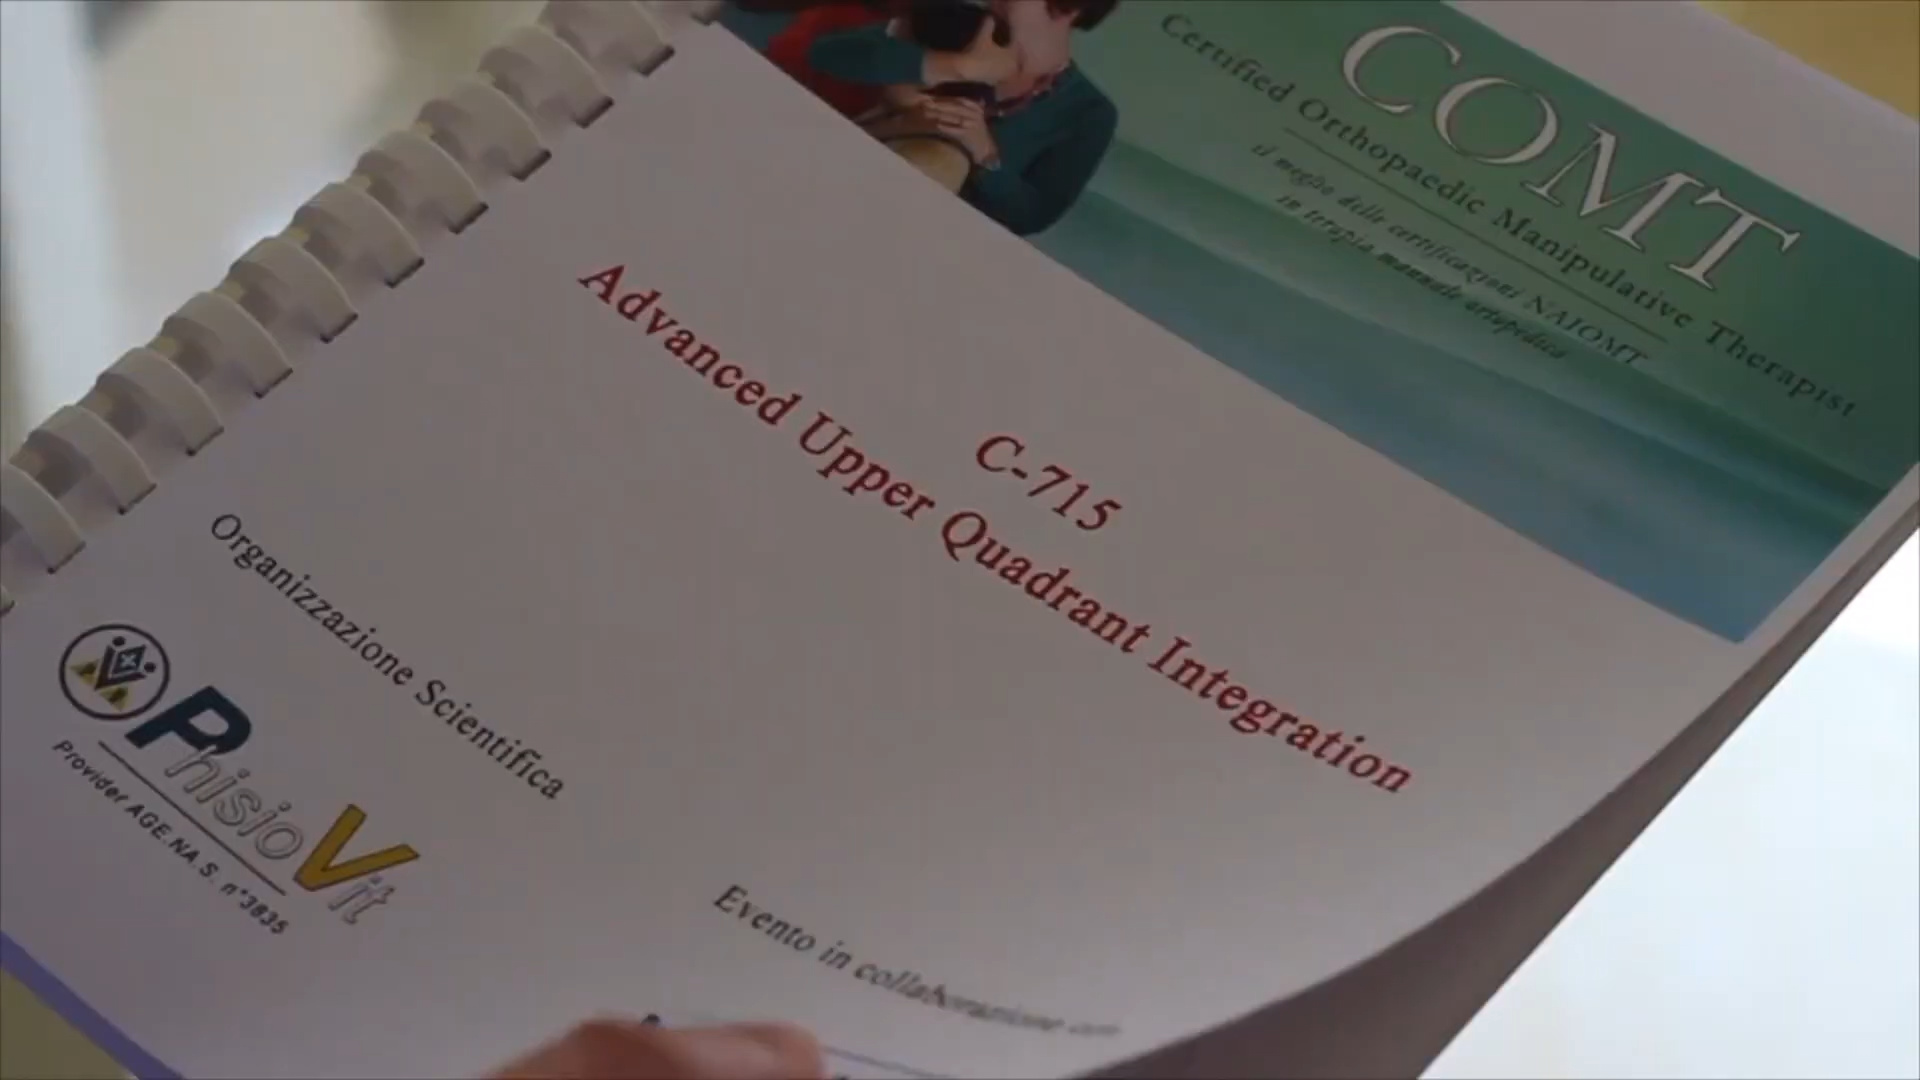 COMT
Certified Orthopaedic Manipulative Therapist
il meglio delle certificazioni NAIOMT
in terapia manuale ortopedica
C-715
Advanced Upper Quadrant Integration
Organizzazione Scientifica
PhisioVit
Provider AGE.NA.S. n°3835
Evento in collaborazione con